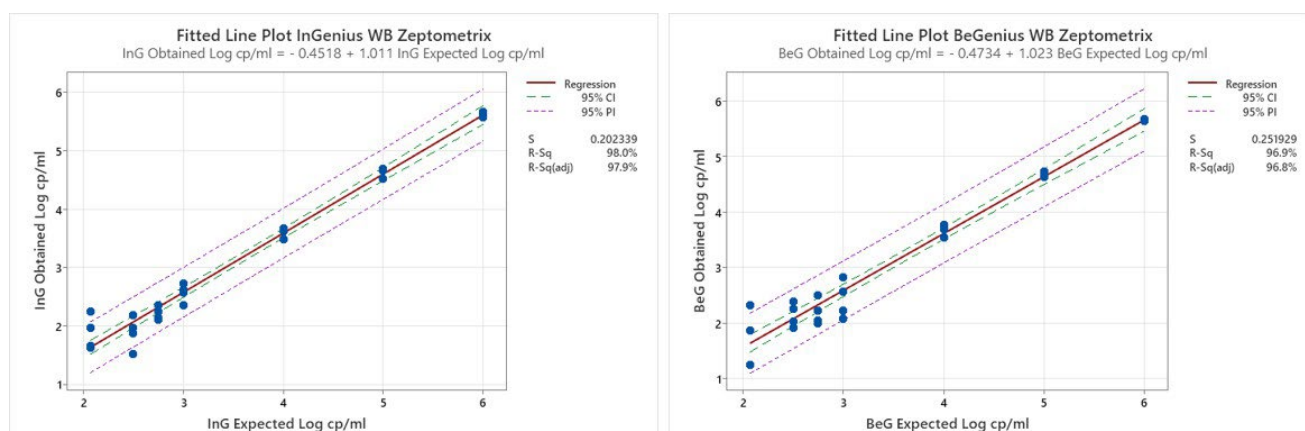 Fitted Line Plot InGenius WB Zeptometrix
InG Obtained Log cp/ml = - 0.4518 + 1.011 InG Expected Log cp/ml
Regression
95% CI
95% PI
S 0.202339
R-Sq 98.0%
R-Sq(adj) 97.9%
InG Obtained Log cp/ml
6
5
4
3
2
1
2 3 4 5 6
InG Expected Log cp/ml
Fitted Line Plot BeGenius WB Zeptometrix
BeG Obtained Log cp/ml = - 0.4734 + 1.023 BeG Expected Log cp/ml
Regression
95% CI
95% PI
S 0.251929
R-Sq 96.9%
R-Sq(adj) 96.8%
BeG Obtained Log cp/ml
6
5
4
3
2
1
2 3 4 5 6
BeG Expected Log cp/ml